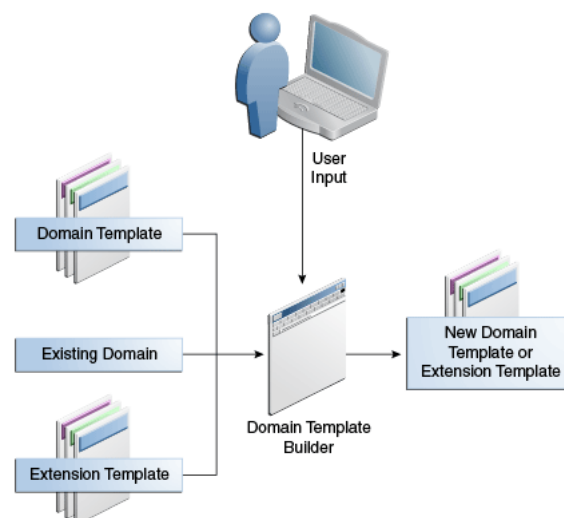 User
Input
Domain Template
Existing Domain
Extension Template
Domain Template
Builder
New Domain
Template or
Extension Template